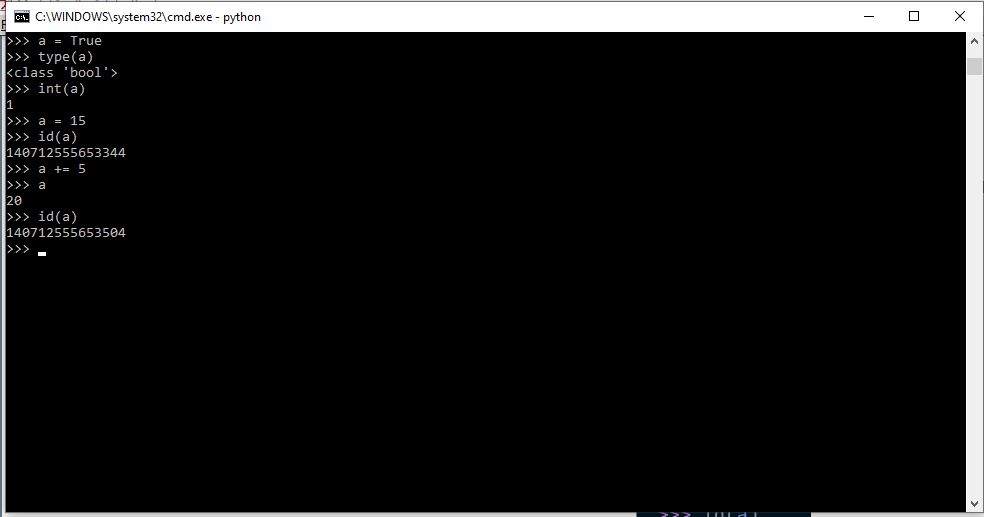 C:\WINDOWS\system32\cmd.exe - python
>>> a = True
>>> type(a)
<class 'bool'>
>>> int(a)
1
>>> a = 15
>>> id(a)
140712555653344
>>> a += 5
>>> a
20
>>> id(a)
140712555653504
>>>